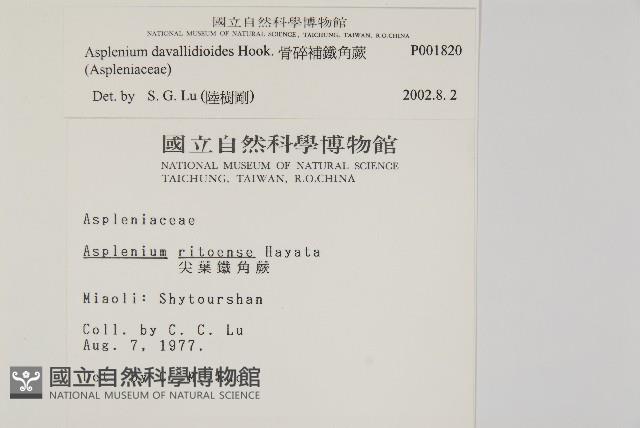 國立自然科學博物館
NATIONAL MUSEUM OF NATURAL SCIENCE, TAICHUNG, TAIWAN, R.O.CHINA
Asplenium davallidioides Hook. 骨碎補鐵角蕨 P001820
(Aspleniaceae)
Det. by S. G. Lu (陸樹剛) 2002.8.2
國立自然科學博物館
NATIONAL MUSEUM OF NATURAL SCIENCE
TAICHUNG, TAIWAN, R.O.CHINA
Aspleniaceae
Asplenium ritoense Hayata
尖葉鐵角蕨
Miaoli: Shytourshan
Coll. by C. C. Lu
Aug. 7, 1977.
國立自然科學博物館
NATIONAL MUSEUM OF NATURAL SCIENCE